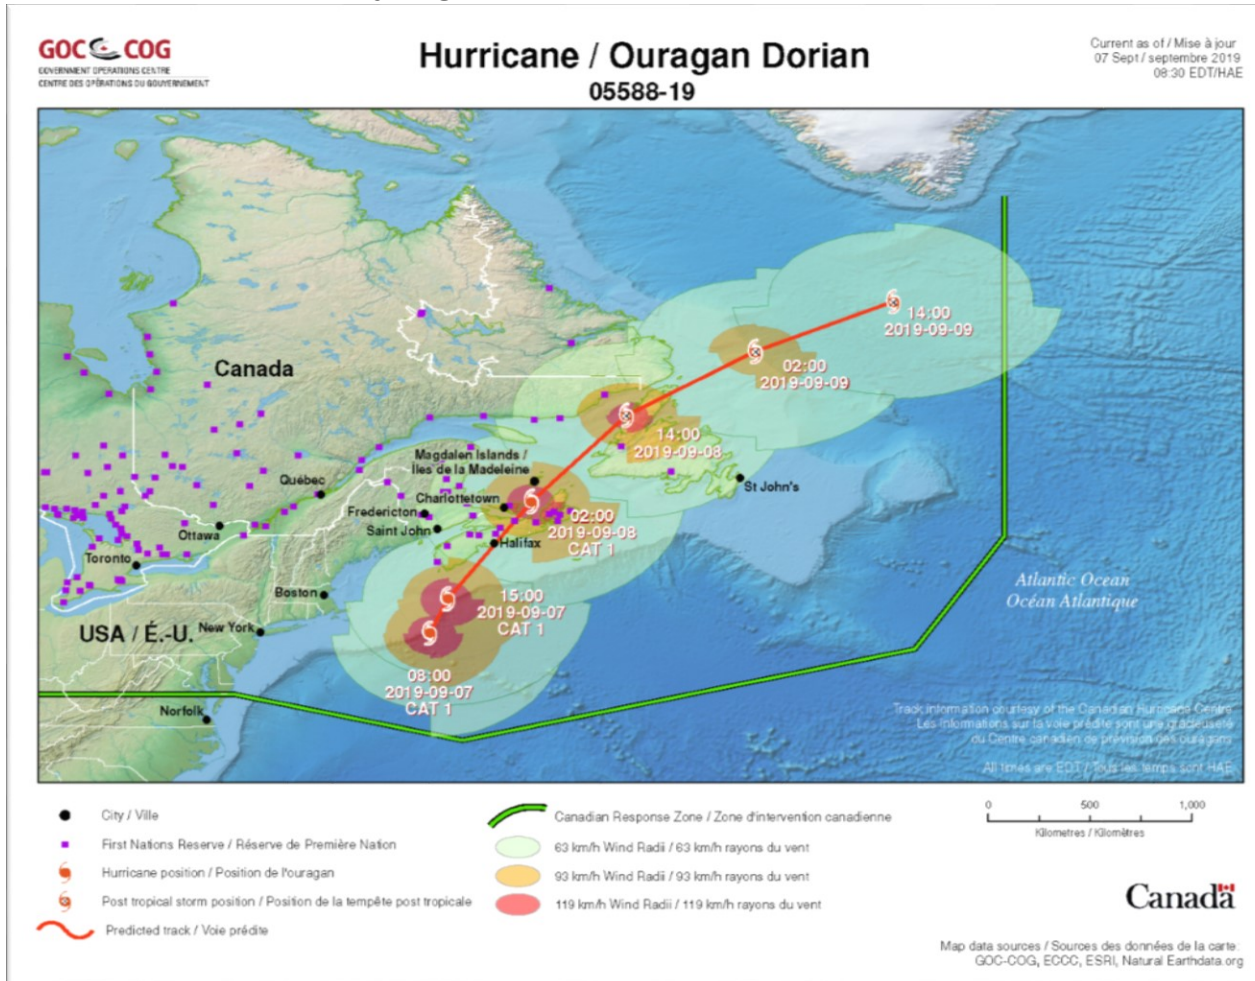 GOC COG
GOVERNMENT OPERATIONS CENTRE
CENTRE DES OPÉRATIONS DU GOUVERNEMENT
Hurricane / Ouragan Dorian
05588-19
Current as of / Mise à jour
07 Sept / septembre 2019
08:30 EDT/HAE
14:00
2019-09-09
02:00
2019-09-09
Canada
14:00
2019-09-08
Magdalen Islands /
Îles de la Madeleine
Québec
Charlottetown
St John's
Fredericton
02:00
2019-09-08
CAT 1
Saint John
Ottawa
Halifax
Toronto
Boston
15:00
2019-09-07
CAT 1
Atlantic Ocean
Océan Atlantique
USA / É.-U.
New York
08:00
2019-09-07
CAT 1
Norfolk
Track information courtesy of the Canadian Hurricane Centre
Les informations sur la voie prédite sont une gracieuseté
du Centre canadien de prévision des ouragans
All times are EDT / Tous les temps sont HAE
City / Ville
First Nations Reserve / Réserve de Première Nation
Hurricane position / Position de l'ouragan
Post tropical storm position / Position de la tempête post tropicale
Predicted track / Voie prédite
Canadian Response Zone / Zone d'intervention canadienne
63 km/h Wind Radii / 63 km/h rayons du vent
93 km/h Wind Radii / 93 km/h rayons du vent
119 km/h Wind Radii / 119 km/h rayons du vent
0 500 1,000
Kilometres / Kilomètres
Canada
Map data sources / Sources des données de la carte:
GOC-COG, ECCC, ESRI, Natural Earthdata.org